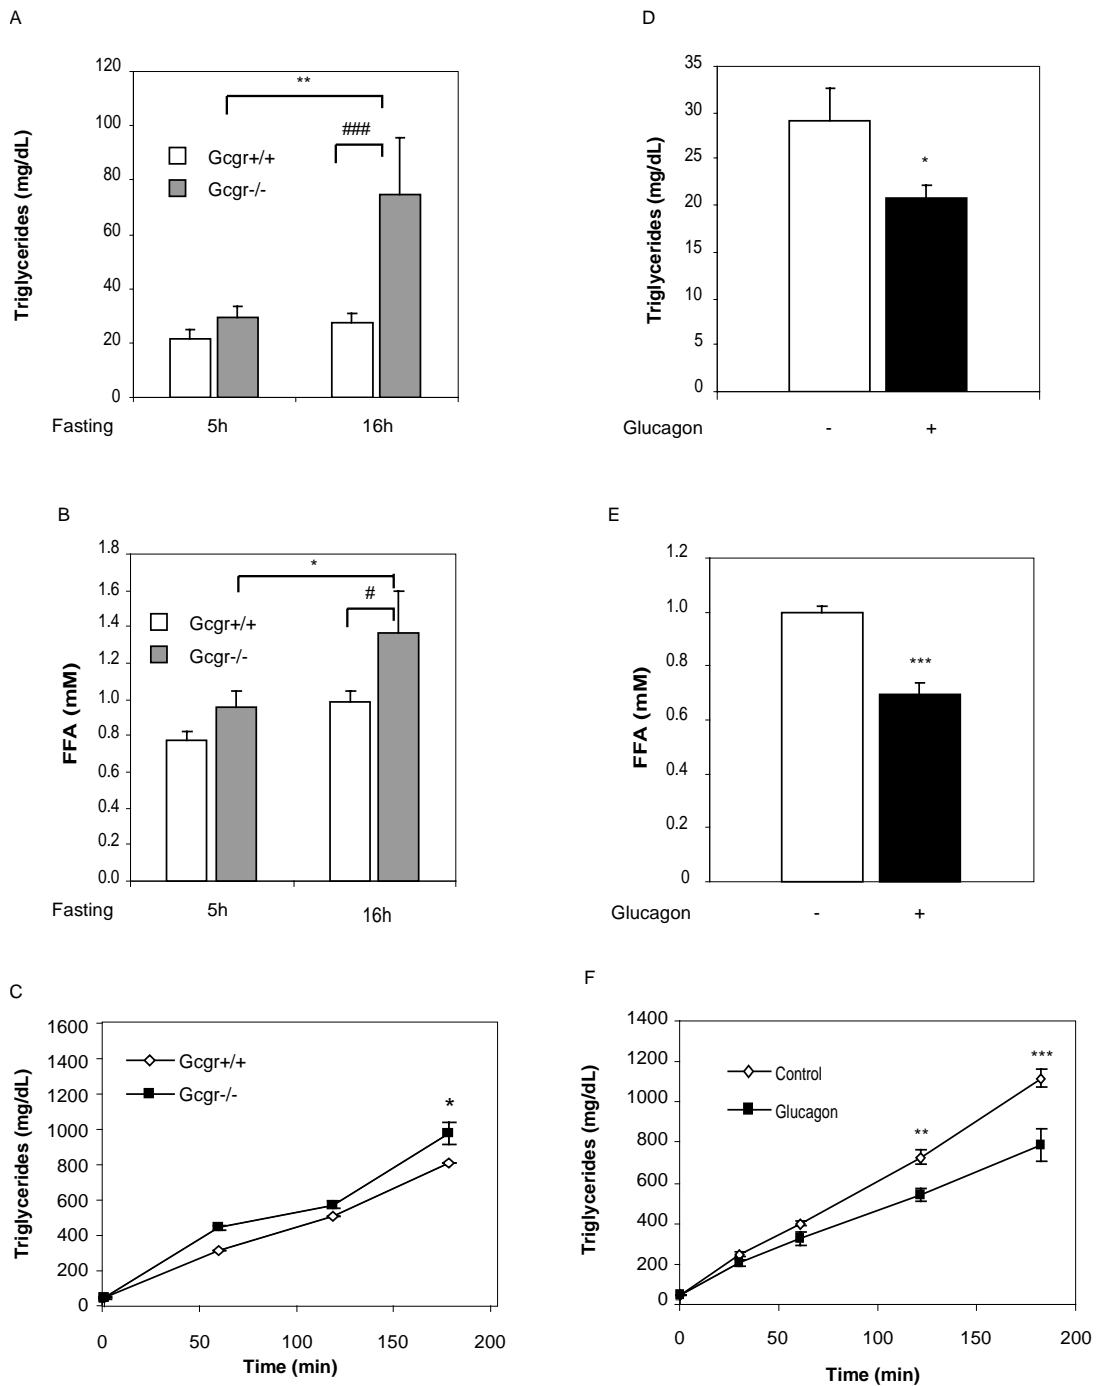 A
Triglycerides (mg/dL)
120
100
80
60
40
20
0
**
###
Gcgr+/+
Gcgr-/-
Fasting 5h 16h
D
Triglycerides (mg/dL)
35
30
25
20
15
10
5
0
*
Glucagon - +
B
FFA (mM)
1.8
1.6
1.4
1.2
1.0
0.8
0.6
0.4
0.2
0.0
*
#
Gcgr+/+
Gcgr-/-
Fasting 5h 16h
E
FFA (mM)
1.2
1.0
0.8
0.6
0.4
0.2
0
***
Glucagon - +
C
Triglycerides (mg/dL)
1600
1400
1200
1000
800
600
400
200
0
Gcgr+/+
Gcgr-/-
*
0 50 100 150 200
Time (min)
F
Triglycerides (mg/dL)
1400
1200
1000
800
600
400
200
0
Control
Glucagon
**
***
0 50 100 150 200
Time (min)